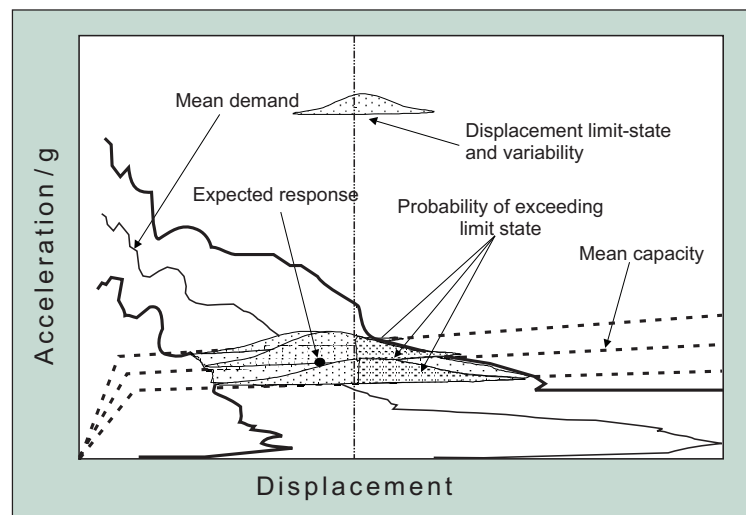 Mean demand
Displacement limit-state
and variability
Expected response
Probability of exceeding
limit state
Mean capacity
Acceleration/g
Displacement